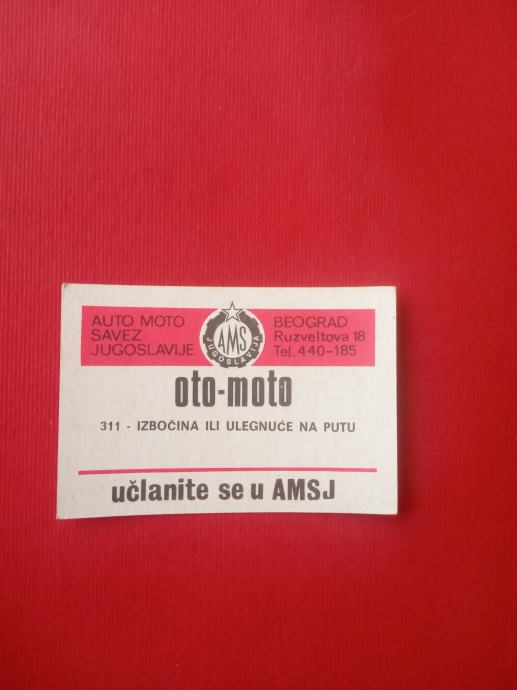 AUTO MOTO
SAVEZ
JUGOSLAVIJE
AMS
JUGOSLAVIJA
BEOGRAD
Ruzveltova 18
Tel. 440-185
oto-moto
311 - IZBOČINA ILI ULEGNUĆE NA PUTU
učlanite se u AMSJ